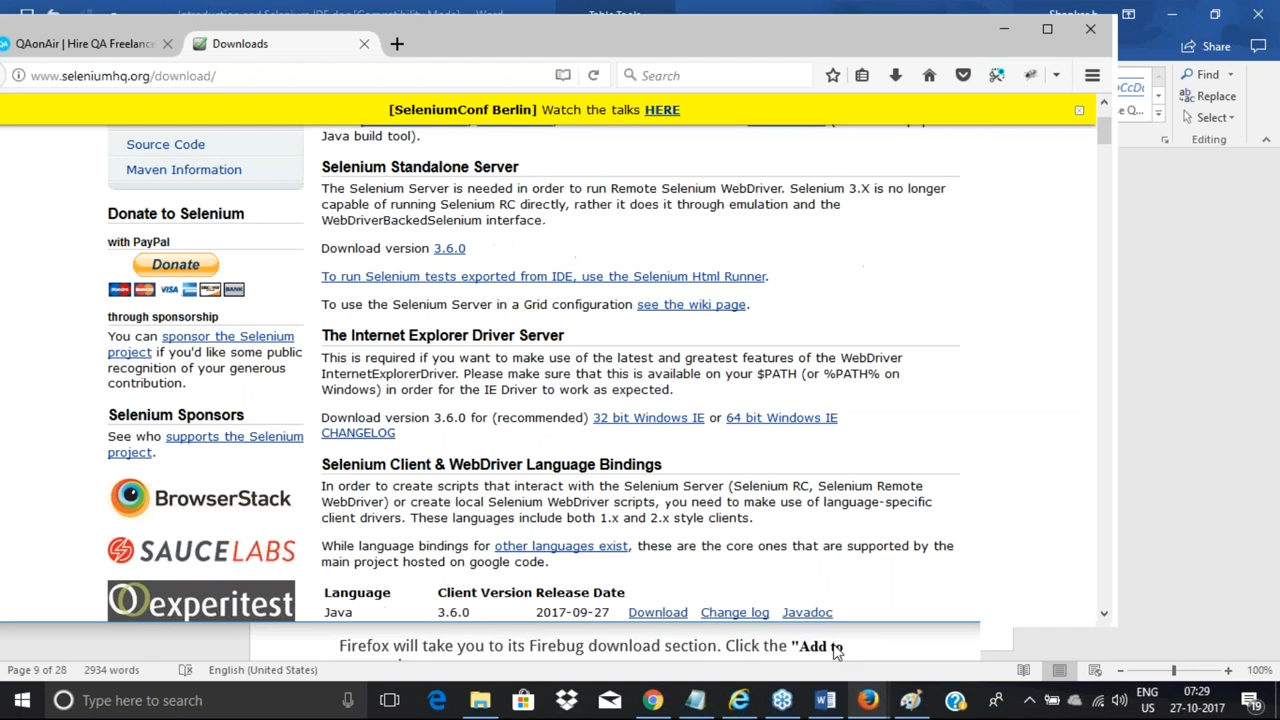 Introduction and Selenium IDE.doc [Compatibility Mode] - Word
Table Tools
QAonAir | Hire QA Freelance
Downloads
Share
www.seleniumhq.org/download/
Search
Find
Replace
Select
Editing
[SeleniumConf Berlin] Watch the talks HERE
Java build tool).
Source Code
Maven Information
Donate to Selenium
with PayPal
Donate
VISA
BANK
through sponsorship
You can sponsor the Selenium
project if you'd like some public
recognition of your generous
contribution.
Selenium Sponsors
See who supports the Selenium
project.
BrowserStack
SAUCELABS
experitest
Selenium Standalone Server
The Selenium Server is needed in order to run Remote Selenium WebDriver. Selenium 3.X is no longer
capable of running Selenium RC directly, rather it does it through emulation and the
WebDriverBackedSelenium interface.
Download version 3.6.0
To run Selenium tests exported from IDE, use the Selenium Html Runner.
To use the Selenium Server in a Grid configuration see the wiki page.
The Internet Explorer Driver Server
This is required if you want to make use of the latest and greatest features of the WebDriver
InternetExplorerDriver. Please make sure that this is available on your $PATH (or %PATH% on
Windows) in order for the IE Driver to work as expected.
Download version 3.6.0 for (recommended) 32 bit Windows IE or 64 bit Windows IE
CHANGELOG
Selenium Client & WebDriver Language Bindings
In order to create scripts that interact with the Selenium Server (Selenium RC, Selenium Remote
WebDriver) or create local Selenium WebDriver scripts, you need to make use of language-specific
client drivers. These languages include both 1.x and 2.x style clients.
While language bindings for other languages exist, these are the core ones that are supported by the
main project hosted on google code.
Language Client Version Release Date
Java 3.6.0 2017-09-27 Download Change log Javadoc
Firefox will take you to its Firebug download section. Click the "Add to
Page 9 of 28 2934 words English (United States)
100%
Type here to search
ENG
US
07:29
27-10-2017
19